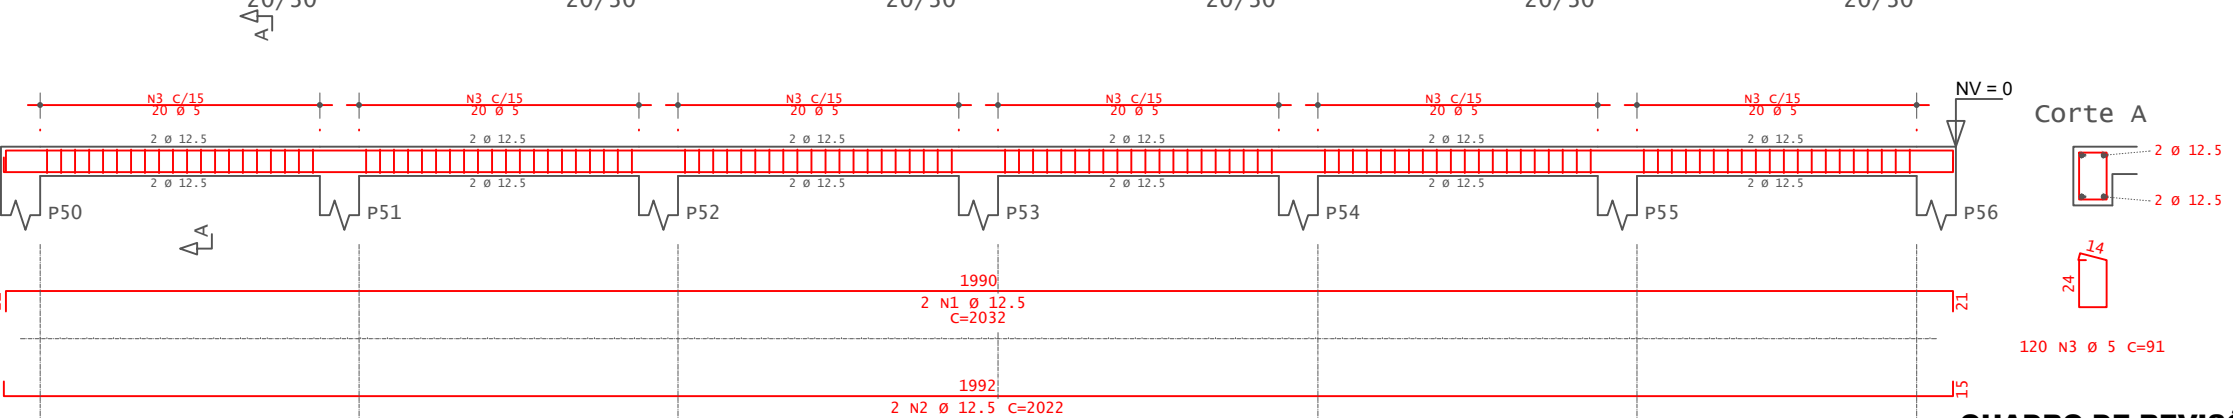 20/30 20/30 20/30 20/30 20/30 20/30
A
N3 C/15 N3 C/15 N3 C/15 N3 C/15 N3 C/15 N3 C/15
20 Ø 5 20 Ø 5 20 Ø 5 20 Ø 5 20 Ø 5 20 Ø 5
NV = 0
Corte A
2 Ø 12.5 2 Ø 12.5 2 Ø 12.5 2 Ø 12.5 2 Ø 12.5 2 Ø 12.5
2 Ø 12.5
2 Ø 12.5 2 Ø 12.5 2 Ø 12.5 2 Ø 12.5 2 Ø 12.5 2 Ø 12.5
2 Ø 12.5
P50 P51 P52 P53 P54 P55 P56
A
14
24
1990
2 N1 Ø 12.5
C=2032
21
120 N3 Ø 5 C=91
1992
15
2 N2 Ø 12.5 C=2022